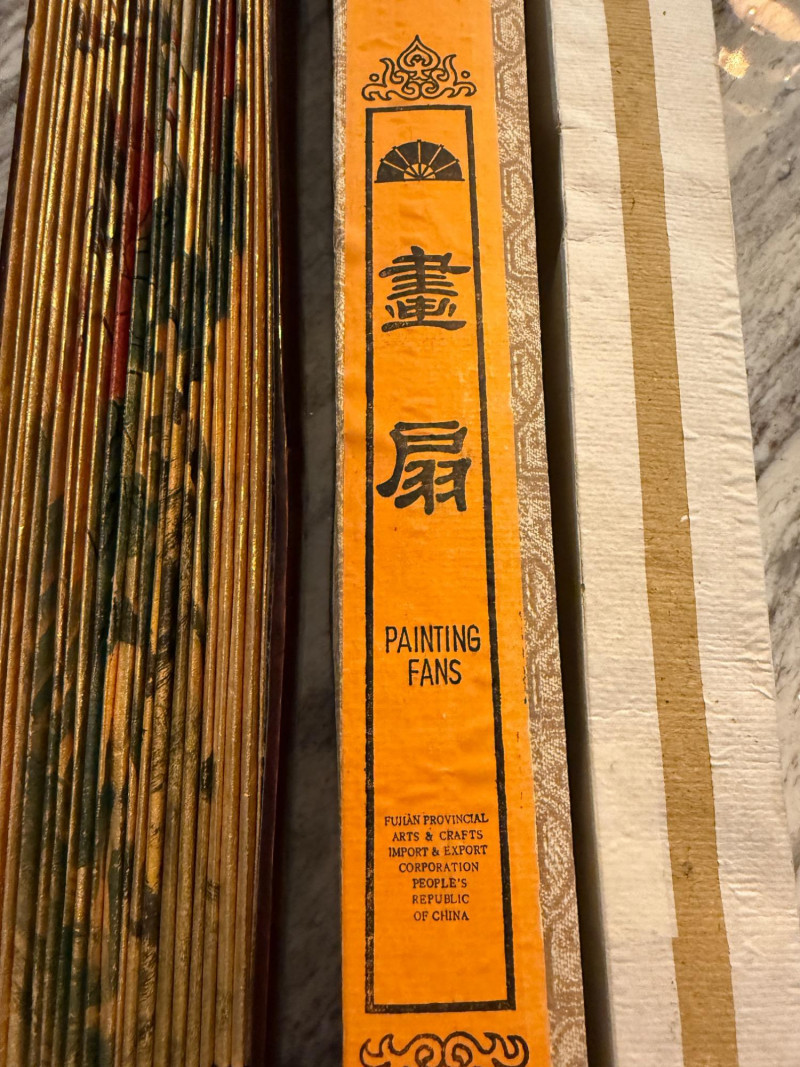 畫
扇
PAINTING
FANS
FUJIAN PROVINCIAL
ARTS & CRAFTS
IMPORT & EXPORT
CORPORATION
PEOPLE'S
REPUBLIC
OF CHINA